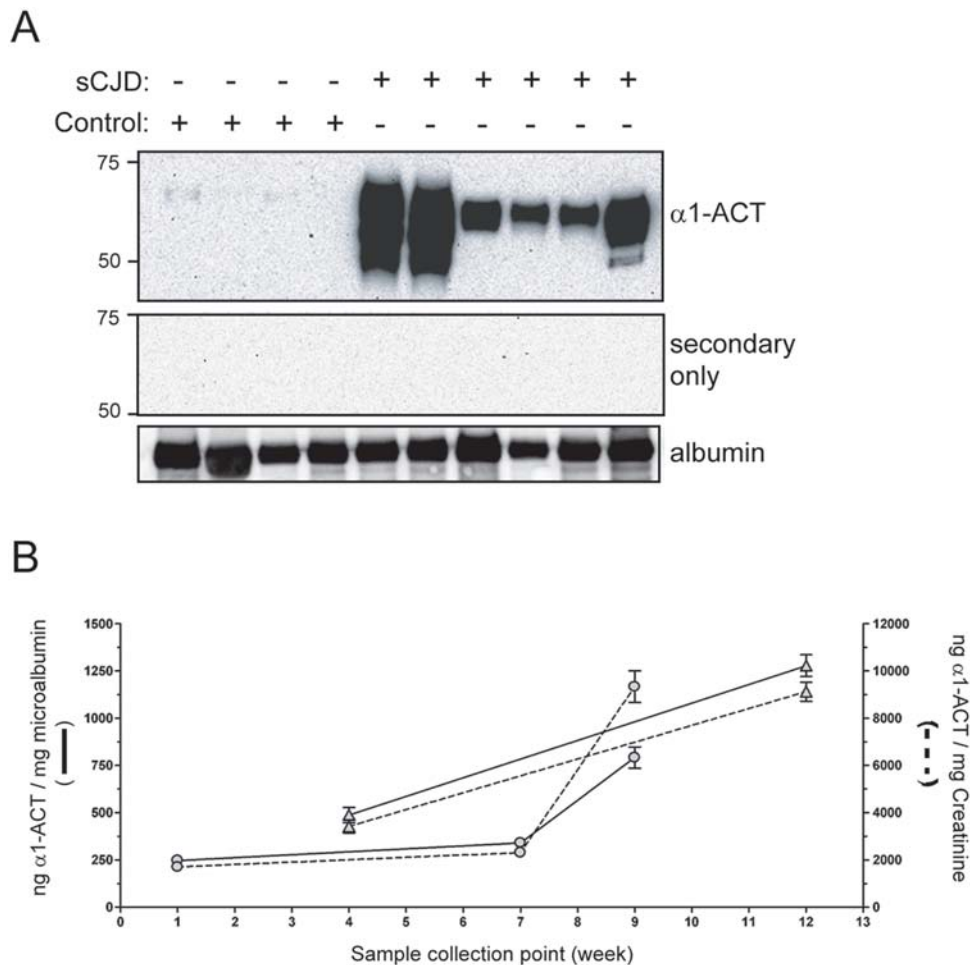 A
sCJD: - - - - + + + + + +
Control: + + + + - - - - - -
75
50
α1-ACT
75
50
secondary
only
albumin
B
ng α1-ACT / mg microalbumin
( )
1500
1250
1000
750
500
250
0
12000
10000
8000
6000
4000
2000
0
ng α1-ACT / mg Creatinine
( )
0 1 2 3 4 5 6 7 8 9 10 11 12 13
Sample collection point (week)